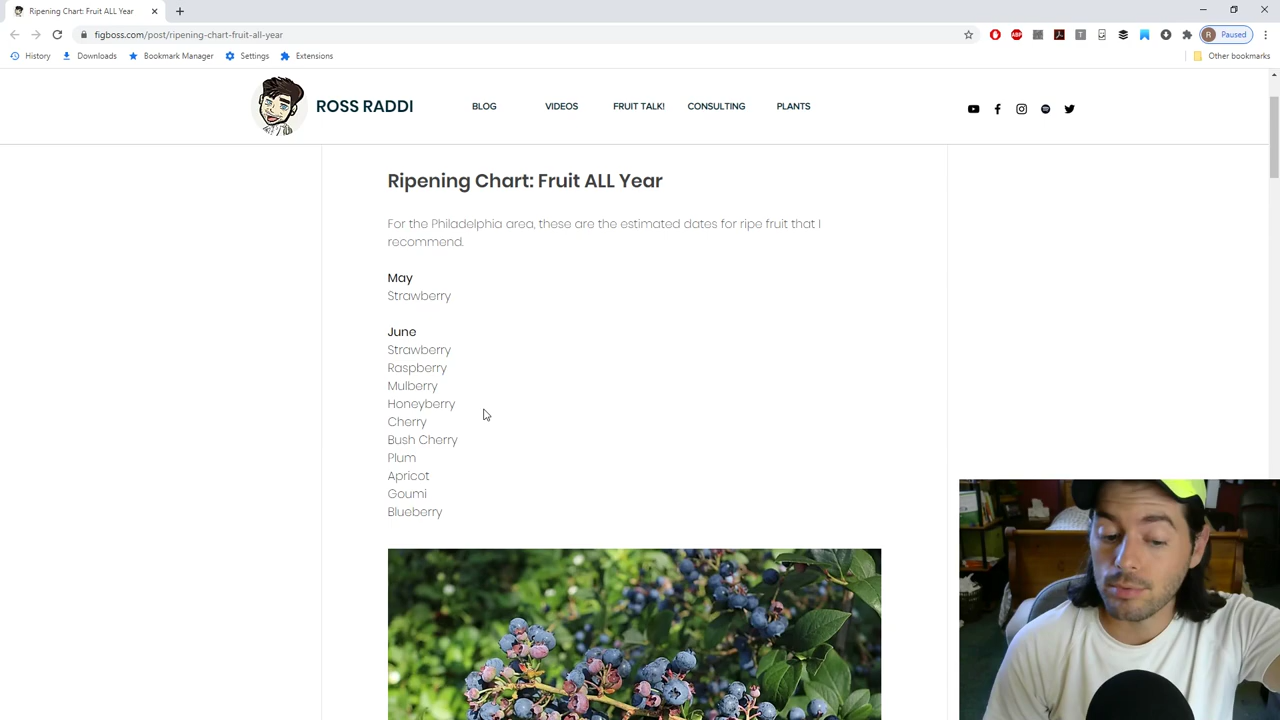 Ripening Chart: Fruit ALL Year
figboss.com/post/ripening-chart-fruit-all-year
Paused
History
Downloads
Bookmark Manager
Settings
Extensions
Other bookmarks
ROSS RADDI
BLOG
VIDEOS
FRUIT TALK!
CONSULTING
PLANTS
Ripening Chart: Fruit ALL Year
For the Philadelphia area, these are the estimated dates for ripe fruit that I
recommend.
May
Strawberry
June
Strawberry
Raspberry
Mulberry
Honeyberry
Cherry
Bush Cherry
Plum
Apricot
Goumi
Blueberry